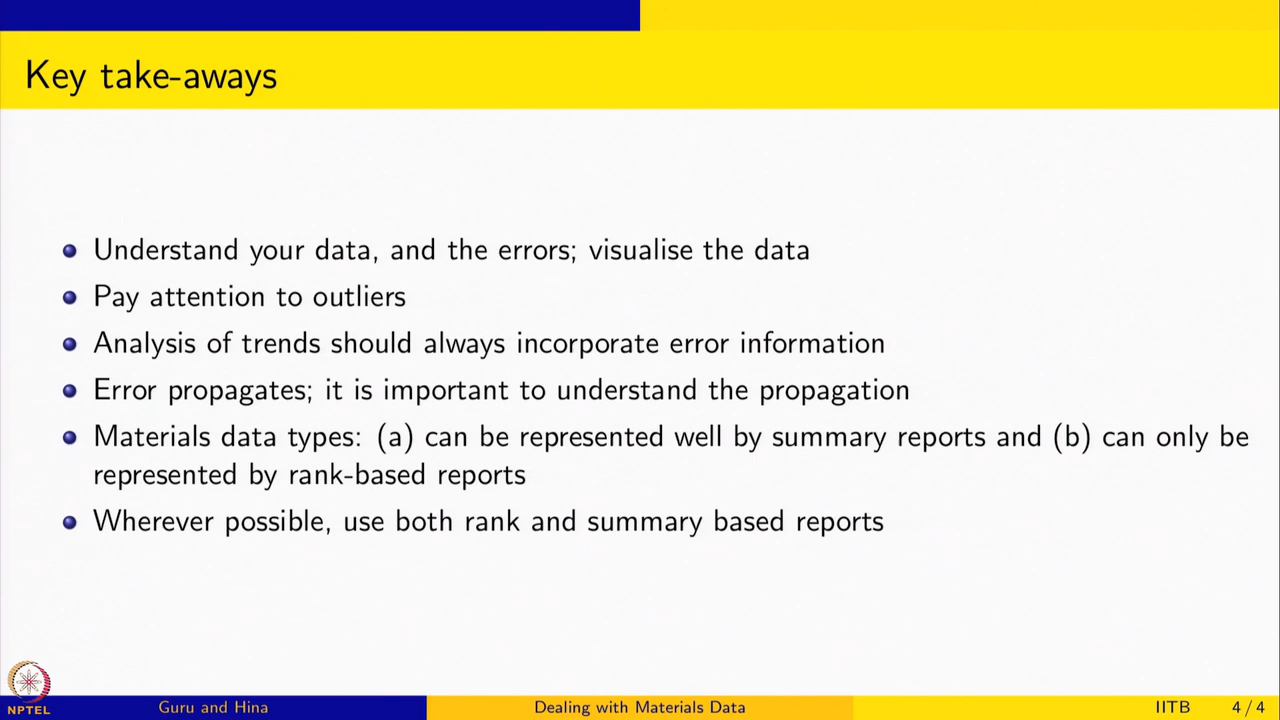 Key take-aways
Understand your data, and the errors; visualise the data
Pay attention to outliers
Analysis of trends should always incorporate error information
Error propagates; it is important to understand the propagation
Materials data types: (a) can be represented well by summary reports and (b) can only be
represented by rank-based reports
Wherever possible, use both rank and summary based reports
NPTEL
Guru and Hina
Dealing with Materials Data
IITB
4 / 4